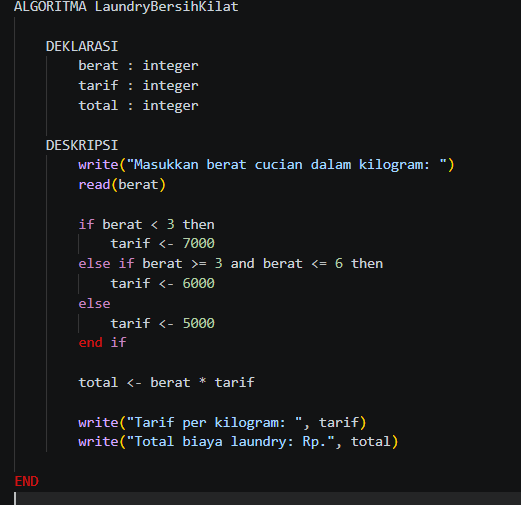 ALGORITMA LaundryBersihKilat
DEKLARASI
berat : integer
tarif : integer
total : integer
DESKRIPSI
write("Masukkan berat cucian dalam kilogram: ")
read(berat)
if berat < 3 then
tarif <- 7000
else if berat >= 3 and berat <= 6 then
tarif <- 6000
else
tarif <- 5000
end if
total <- berat * tarif
write("Tarif per kilogram: ", tarif)
write("Total biaya laundry: Rp.", total)
END